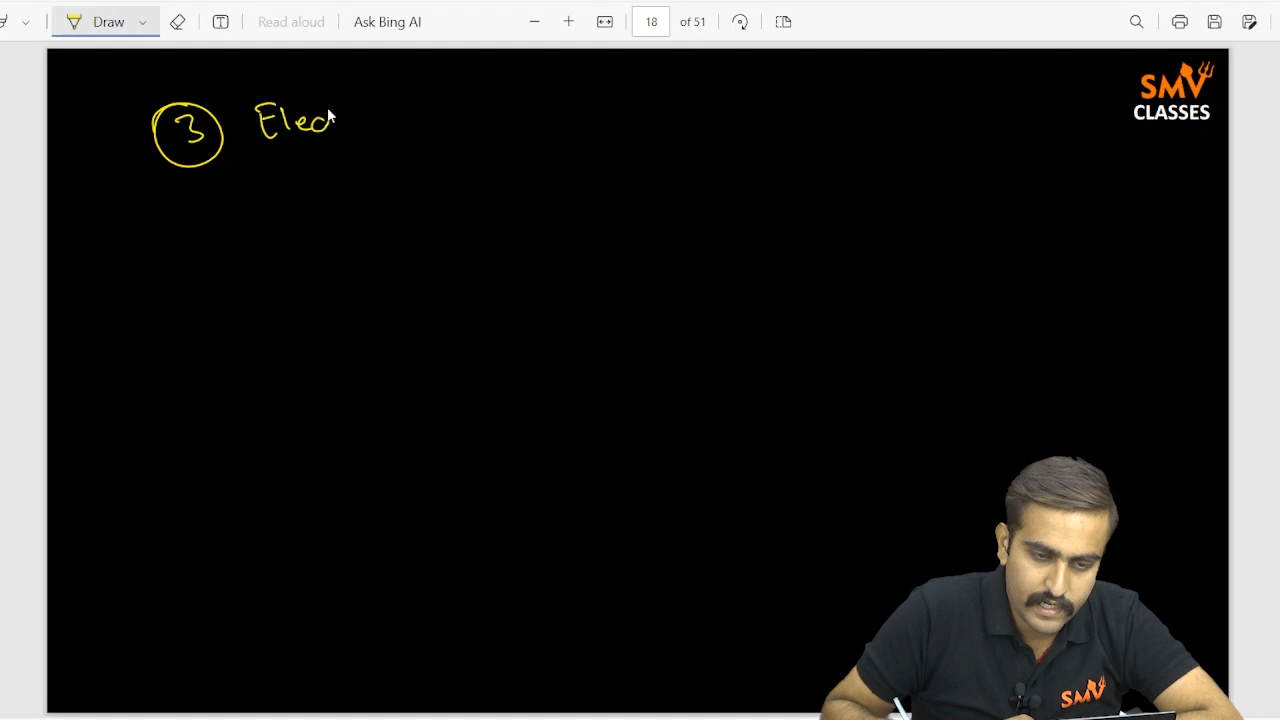 Draw
Read aloud
Ask Bing AI
18 of 51
SMV
CLASSES
3 Elec
SMV